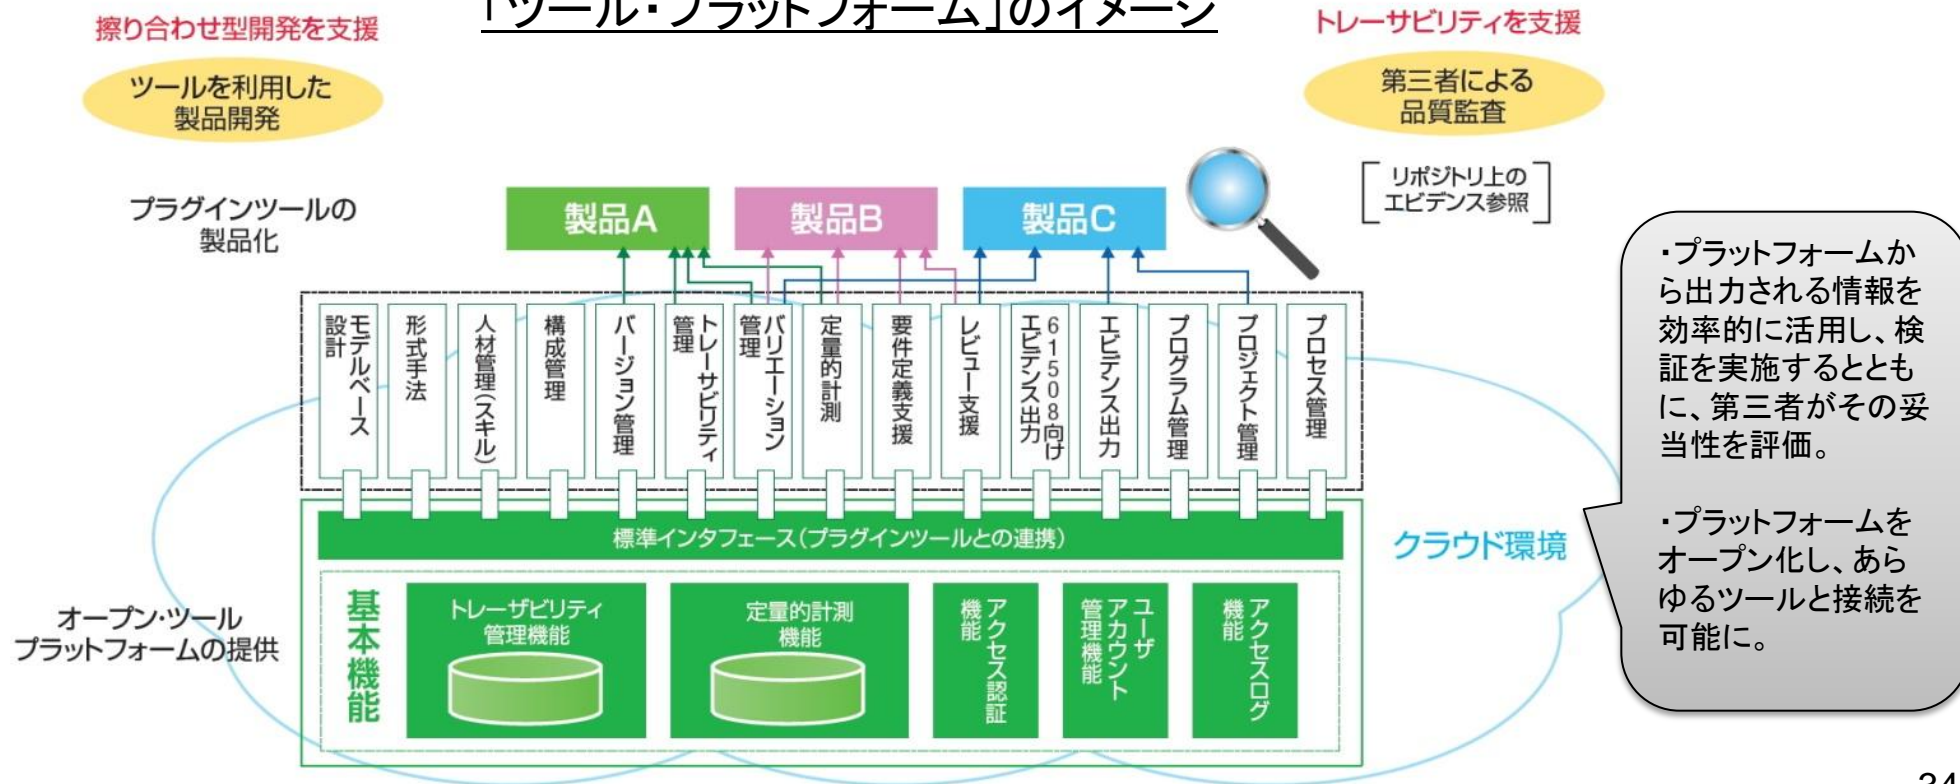 「ツール・プラットフォーム」のイメージ
擦り合わせ型開発を支援
ツールを利用した
製品開発
トレーサビリティを支援
第三者による
品質監査
リポジトリ上の
エビデンス参照
プラグインツールの
製品化
製品A
製品B
製品C
モデルベース
設計
形式手法
人材管理(スキル)
構成管理
バージョン管理
トレーサビリティ
管理
バリエーション
管理
定量的計測
要件定義支援
レビュー支援
61508向け
エビデンス出力
エビデンス出力
プログラム管理
プロジェクト管理
プロセス管理
標準インタフェース(プラグインツールとの連携)
クラウド環境
オープン・ツール
プラットフォームの提供
基本機能
トレーザビリティ
管理機能
定量的計測
機能
アクセス認証
機能
ユーザ
アカウント
管理機能
アクセスログ
機能
・プラットフォームか
ら出力される情報を
効率的に活用し、検
証を実施するととも
に、第三者がその妥
当性を評価。
・プラットフォームを
オープン化し、あら
ゆるツールと接続を
可能に。
34